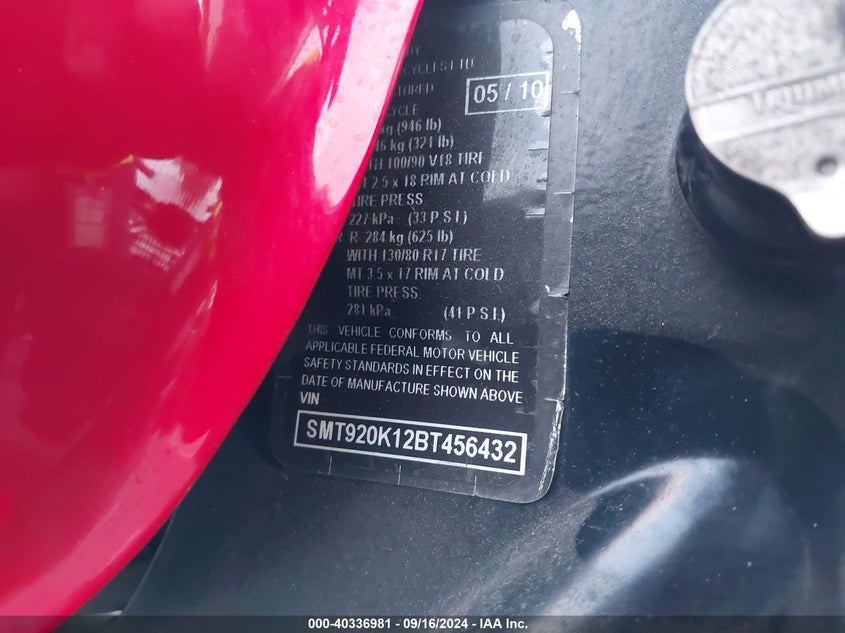 05 / 10
kg (946 lb)
kg (321 lb)
100/90 V18 TIRE
2.5 x 18 RIM AT COLD
TIRE PRESS
227 kPa (33 P.S.I.)
R 284 kg (625 lb)
WITH 130/80 R17 TIRE
MT 3.5 x 17 RIM AT COLD
TIRE PRESS
281 kPa (41 P.S.I.)
THIS VEHICLE CONFORMS TO ALL
APPLICABLE FEDERAL MOTOR VEHICLE
SAFETY STANDARDS IN EFFECT ON THE
DATE OF MANUFACTURE SHOWN ABOVE
VIN
SMT920K12BT456432
000-40336981 - 09/16/2024 - IAA Inc.